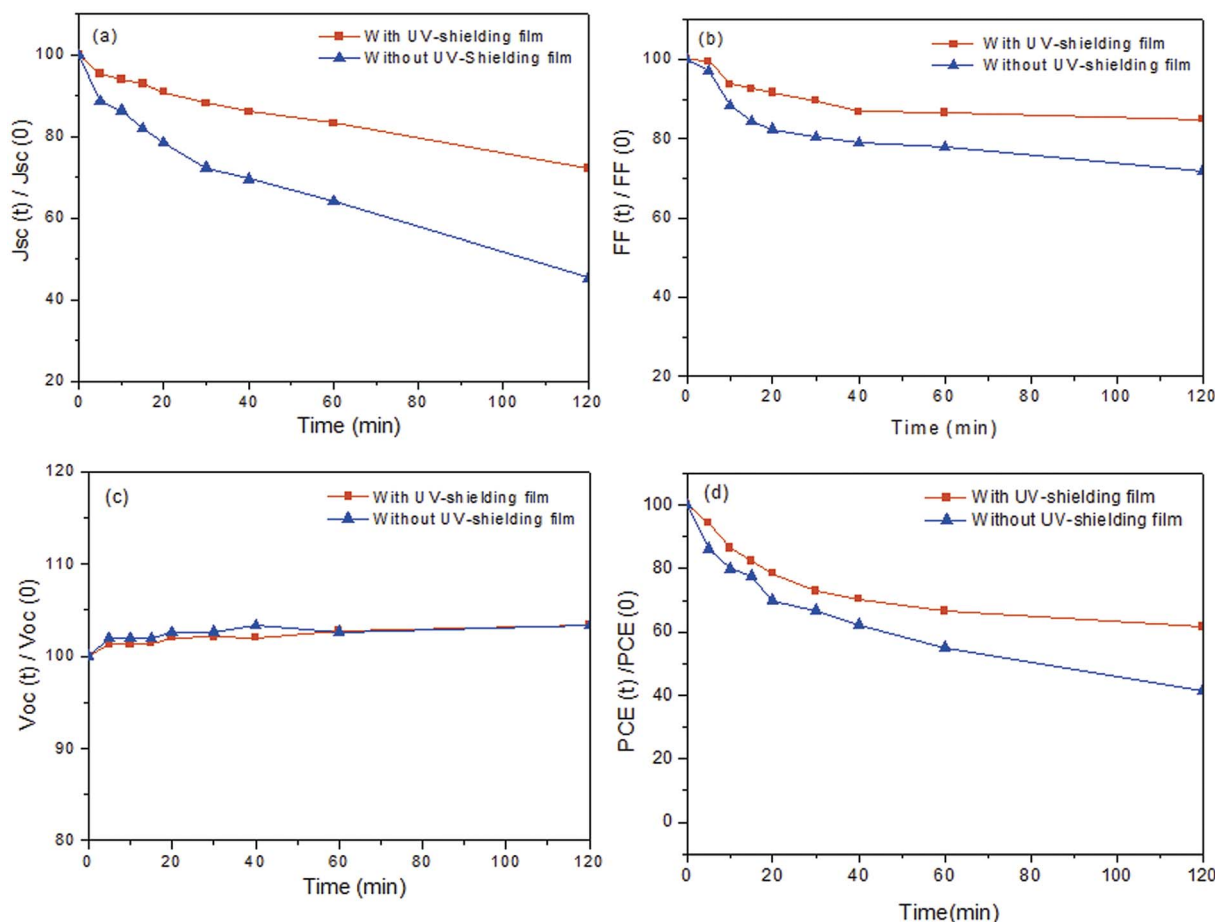 (a)
With UV-shielding film
Without UV-Shielding film
100
80
60
40
20
0 20 40 60 80 100 120
Jsc (t) / Jsc (0)
Time (min)
(b)
With UV-shielding film
Without UV-shielding film
100
80
60
40
20
0 20 40 60 80 100 120
FF (t) / FF (0)
Time (min)
(c)
With UV-shielding film
Without UV-shielding film
120
110
100
90
80
0 20 40 60 80 100 120
Voc (t) / Voc (0)
Time (min)
(d)
With UV-shielding film
Without UV-shielding film
100
80
60
40
20
0
0 20 40 60 80 100 120
PCE (t) /PCE (0)
Time(min)